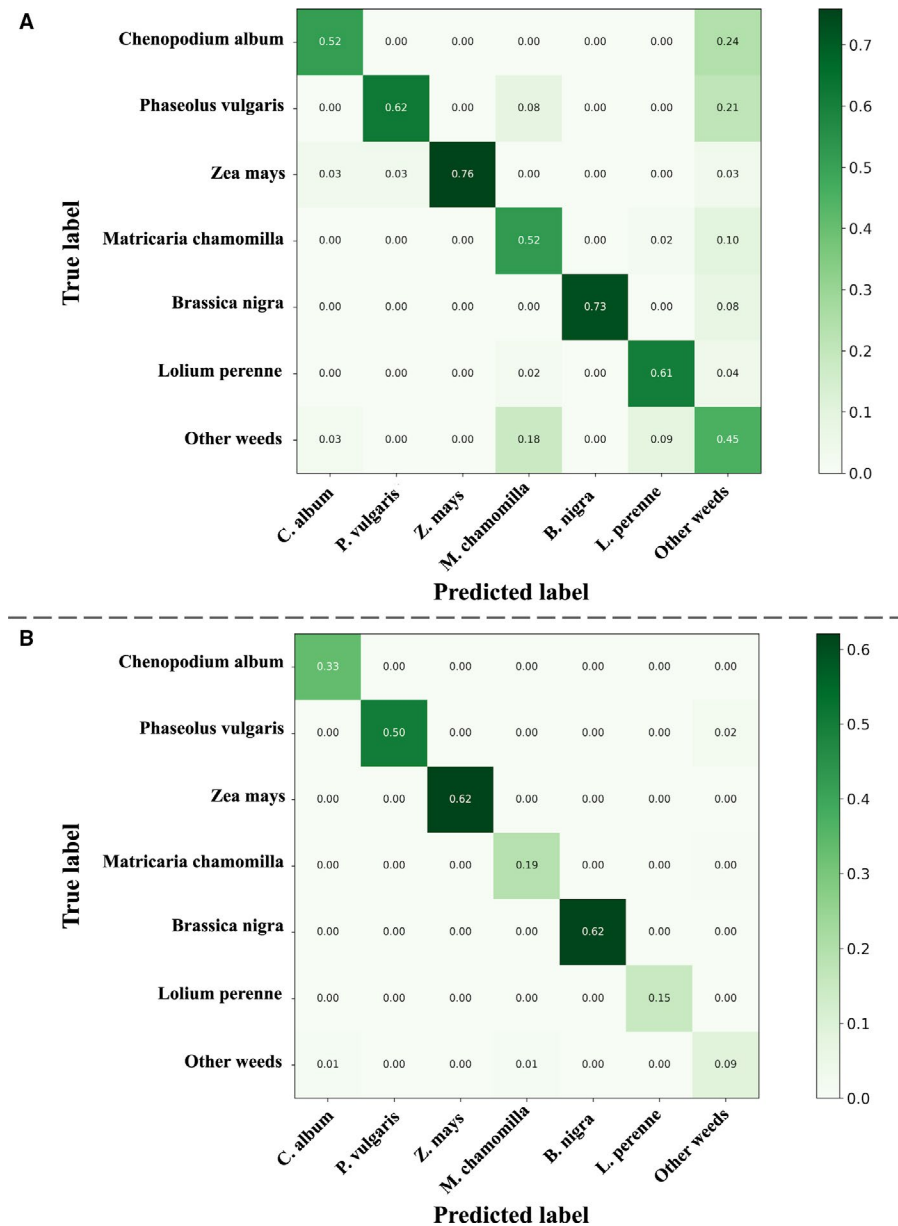 A
Chenopodium album 0.52 0.00 0.00 0.00 0.00 0.00 0.24
Phaseolus vulgaris 0.00 0.62 0.00 0.08 0.00 0.00 0.21
Zea mays 0.03 0.03 0.76 0.00 0.00 0.00 0.03
Matricaria chamomilla 0.00 0.00 0.00 0.52 0.00 0.02 0.10
Brassica nigra 0.00 0.00 0.00 0.00 0.73 0.00 0.08
Lolium perenne 0.00 0.00 0.00 0.02 0.00 0.61 0.04
Other weeds 0.03 0.00 0.00 0.18 0.00 0.09 0.45
True label
C. album P. vulgaris Z. mays M. chamomilla B. nigra L. perenne Other weeds
Predicted label
0.7
0.6
0.5
0.4
0.3
0.2
0.1
0.0
B
Chenopodium album 0.33 0.00 0.00 0.00 0.00 0.00 0.00
Phaseolus vulgaris 0.00 0.50 0.00 0.00 0.00 0.00 0.02
Zea mays 0.00 0.00 0.62 0.00 0.00 0.00 0.00
Matricaria chamomilla 0.00 0.00 0.00 0.19 0.00 0.00 0.00
Brassica nigra 0.00 0.00 0.00 0.00 0.62 0.00 0.00
Lolium perenne 0.00 0.00 0.00 0.00 0.00 0.15 0.00
Other weeds 0.01 0.00 0.00 0.01 0.00 0.00 0.09
True label
C. album P. vulgaris Z. mays M. chamomilla B. nigra L. perenne Other weeds
Predicted label
0.6
0.5
0.4
0.3
0.2
0.1
0.0